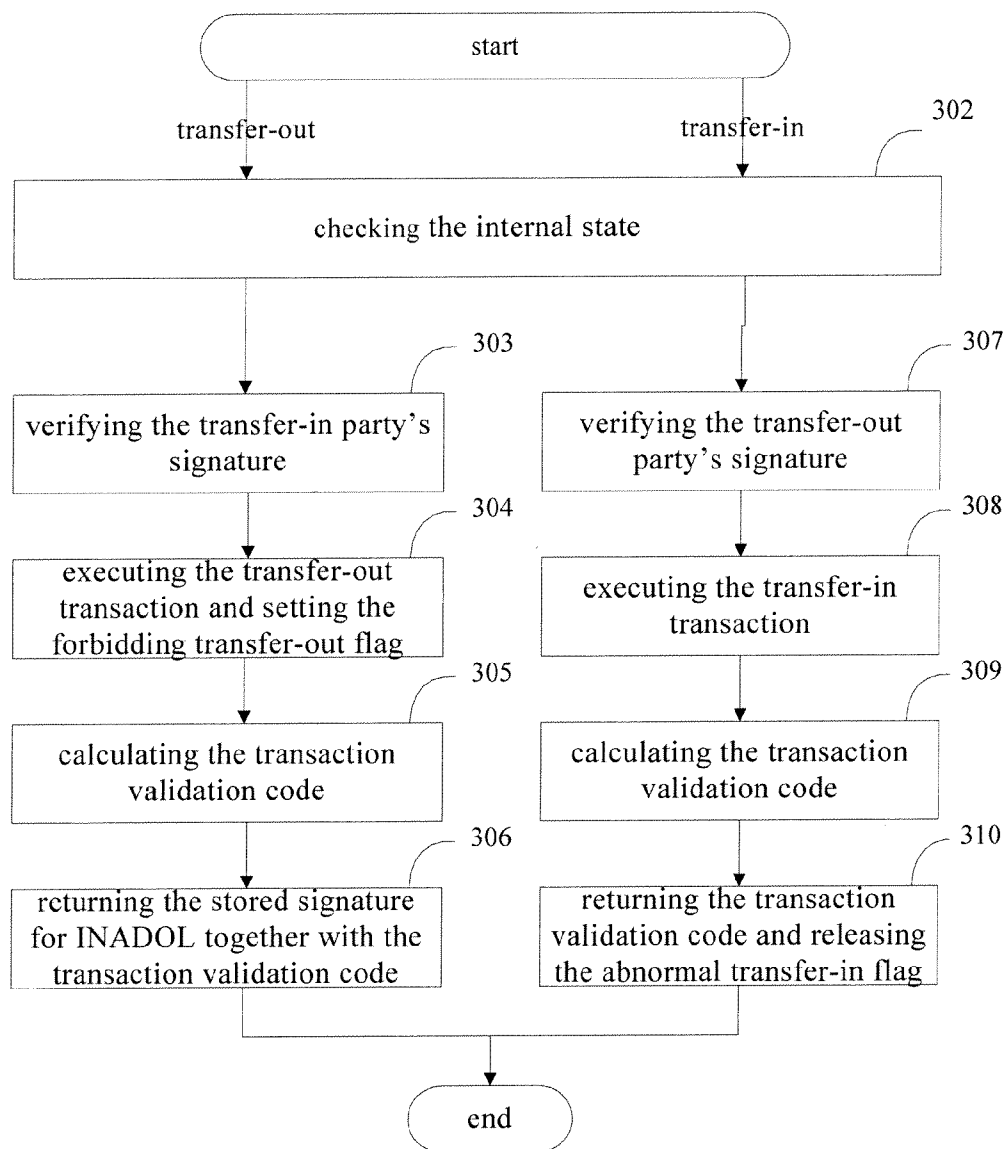 start
transfer-out
transfer-in
302
checking the internal state
303
verifying the transfer-in party's
signature
304
executing the transfer-out
transaction and setting the
forbidding transfer-out flag
305
calculating the transaction
validation code
306
returning the stored signature
for INADOL together with the
transaction validation code
307
verifying the transfer-out
party's signature
308
executing the transfer-in
transaction
309
calculating the transaction
validation code
310
returning the transaction
validation code and releasing
the abnormal transfer-in flag
end